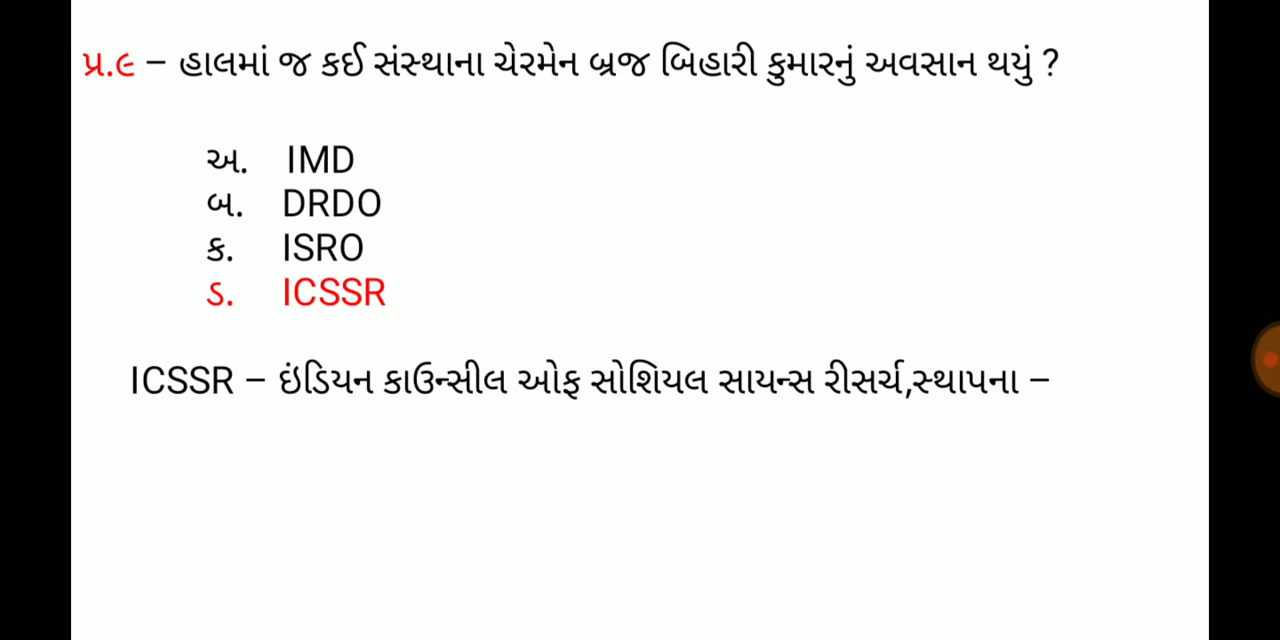 પ્ર.૯ – હાલમાં જ કઈ સંસ્થાના ચેરમેન બ્રજ બિહારી કુમારનું અવસાન થયું ?
અ. IMD
બ. DRDO
ક. ISRO
ડ. ICSSR
ICSSR – ઇંડિયન કાઉન્સીલ ઓફ સોશિયલ સાયન્સ રીસર્ચ,સ્થાપના –